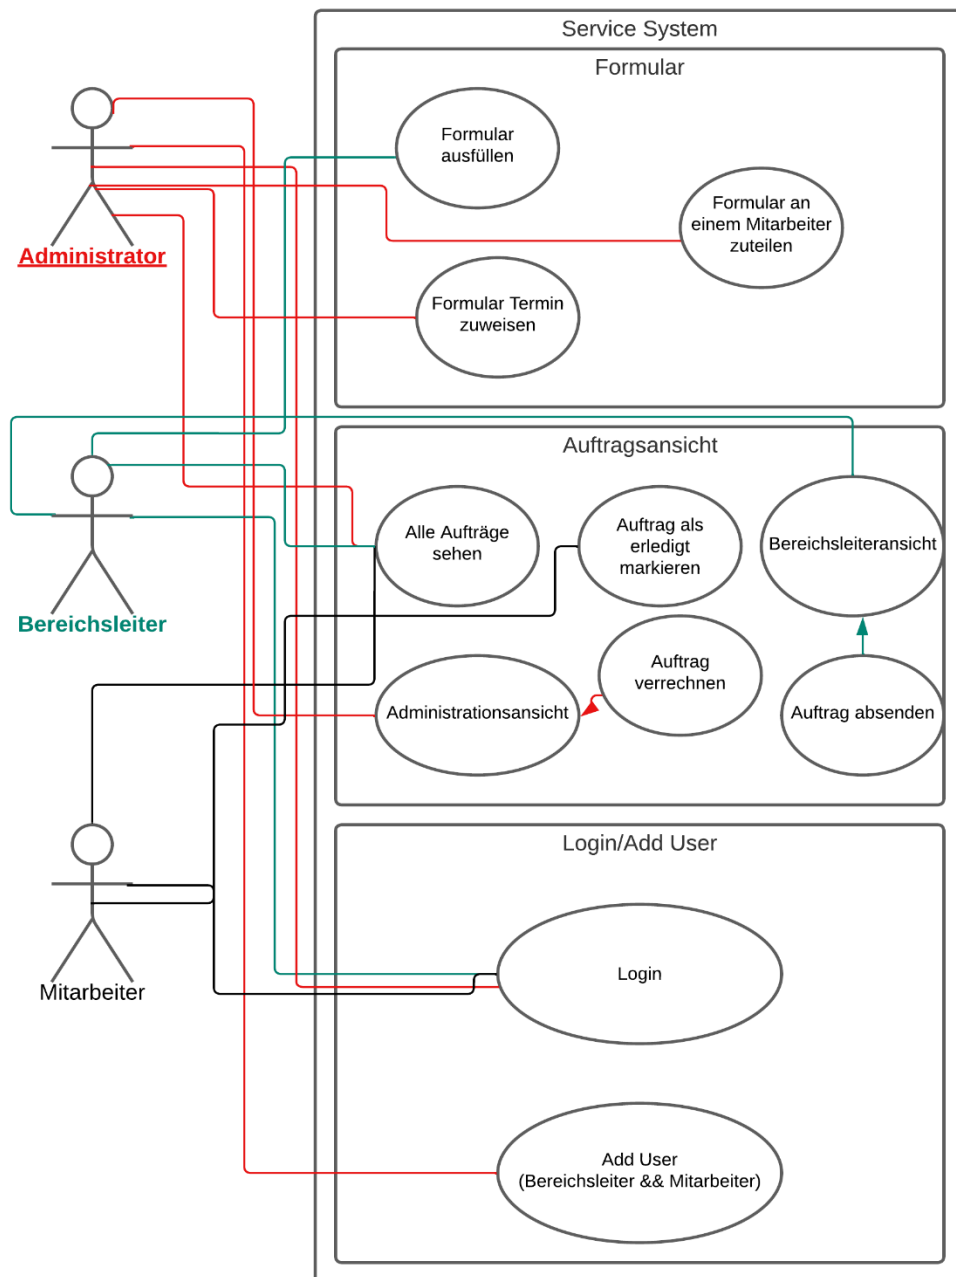 Service System
Formular
Formular
ausfüllen
Formular an
einem Mitarbeiter
zuteilen
Administrator
Formular Termin
zuweisen
Auftragsansicht
Alle Aufträge
sehen
Auftrag als
erledigt
markieren
Bereichsleiteransicht
Bereichsleiter
Auftrag
verrechnen
Administrationsansicht
Auftrag absenden
Login/Add User
Login
Mitarbeiter
Add User
(Bereichsleiter && Mitarbeiter)